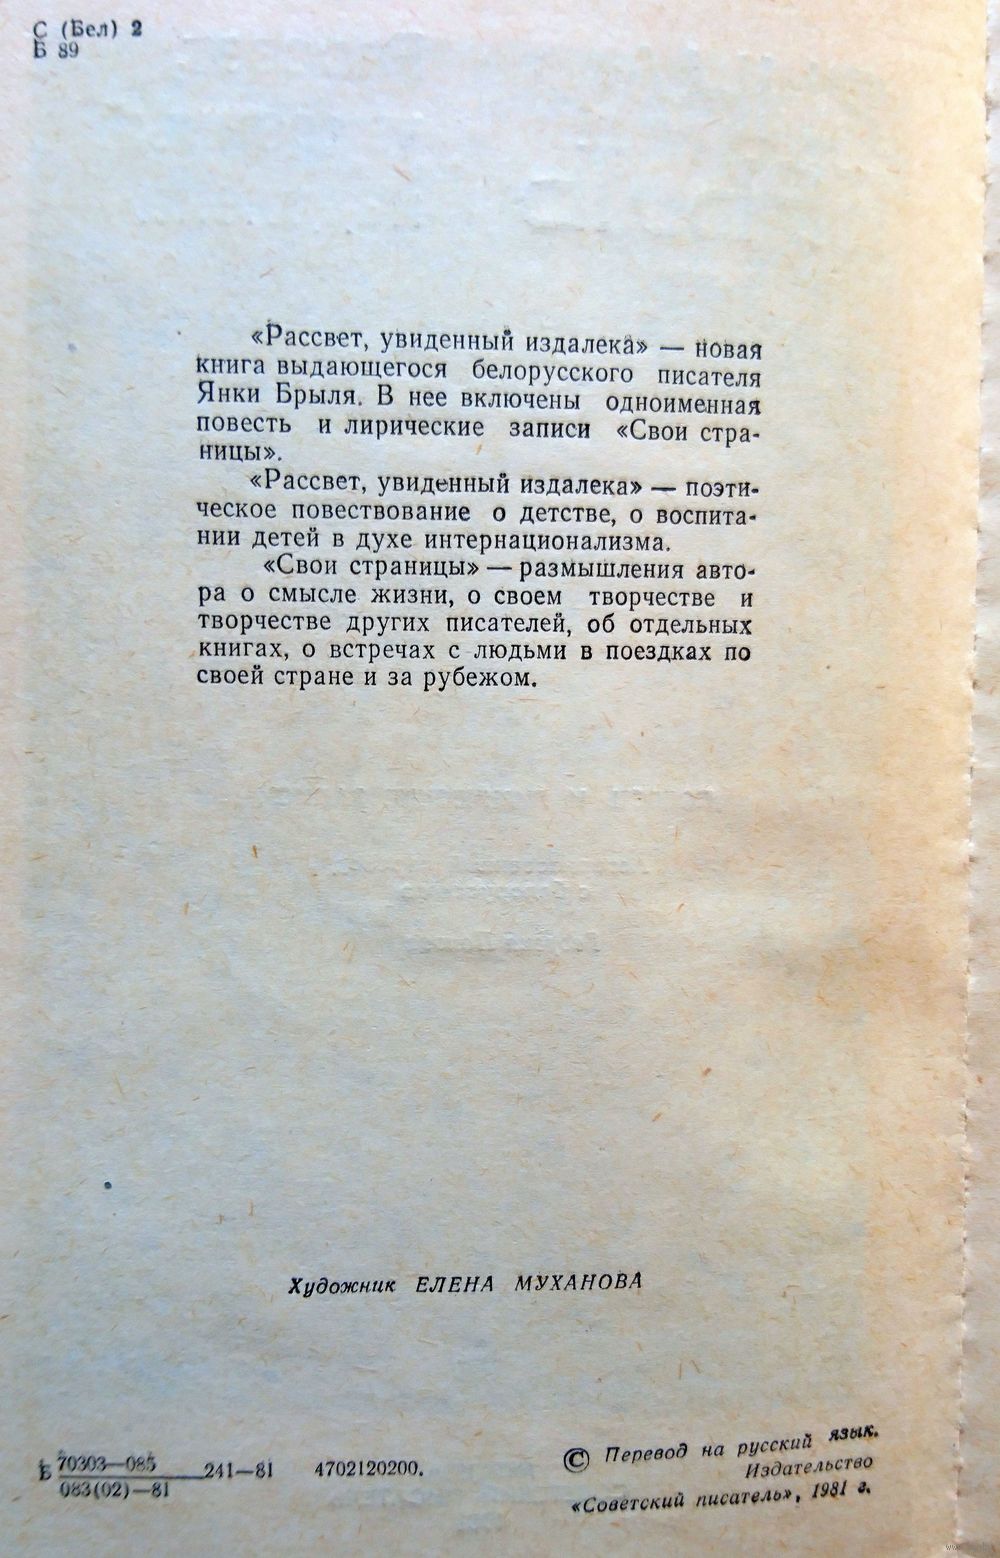 С (Бел) 2
Б 89
«Рассвет, увиденный издалека» — новая
книга выдающегося белорусского писателя
Янки Брыля. В нее включены одноименная
повесть и лирические записи «Свои стра-
ницы».
«Рассвет, увиденный издалека» — поэти-
ческое повествование о детстве, о воспита-
нии детей в духе интернационализма.
«Свои страницы» — размышления авто-
ра о смысле жизни, о своем творчестве и
творчестве других писателей, об отдельных
книгах, о встречах с людьми в поездках по
своей стране и за рубежом.
Художник ЕЛЕНА МУХАНОВА
Б 70303—085
083(02)—81
241—81 4702120200.
© Перевод на русский язык.
Издательство
«Советский писатель», 1981 г.